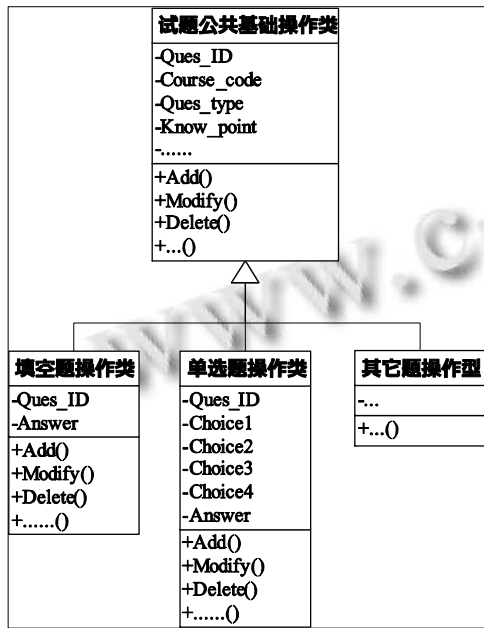 试题公共基础操作类
-Ques_ID
-Course_code
-Ques_type
-Know_point
-......
+Add()
+Modify()
+Delete()
+...()
填空题操作类
-Ques_ID
-Answer
+Add()
+Modify()
+Delete()
+......()
单选题操作类
-Ques_ID
-Choice1
-Choice2
-Choice3
-Choice4
-Answer
+Add()
+Modify()
+Delete()
+......()
其它题操作型
-...
+...()
www.c